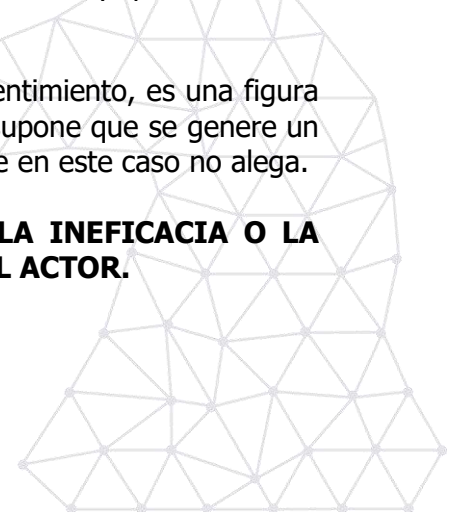 entimiento, es una figura
upone que se genere un
e en este caso no alega.
LA INEFICACIA O LA
L ACTOR.